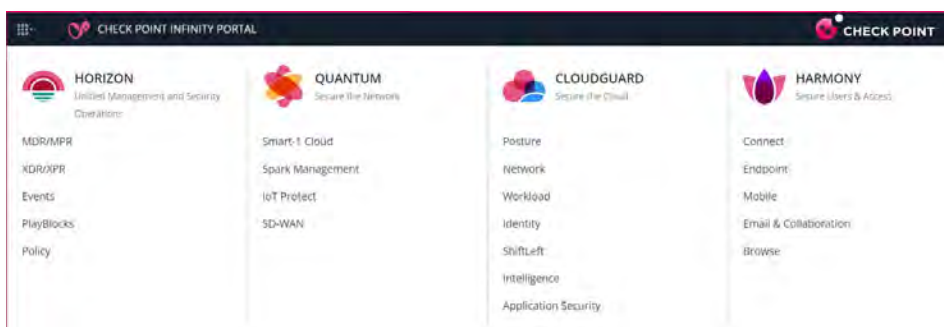 CHECK POINT INFINITY PORTAL
CHECK POINT
HORIZON
Unified Management and Security
Operations
MDR/MPR
XDR/XPR
Events
PlayBlocks
Policy
QUANTUM
Secure the Network
Smart-1 Cloud
Spark Management
IoT Protect
SD-WAN
CLOUDGUARD
Secure the Cloud
Posture
Network
Workload
Identity
ShiftLeft
Intelligence
Application Security
HARMONY
Secure Users & Access
Connect
Endpoint
Mobile
Email & Collaboration
Browse